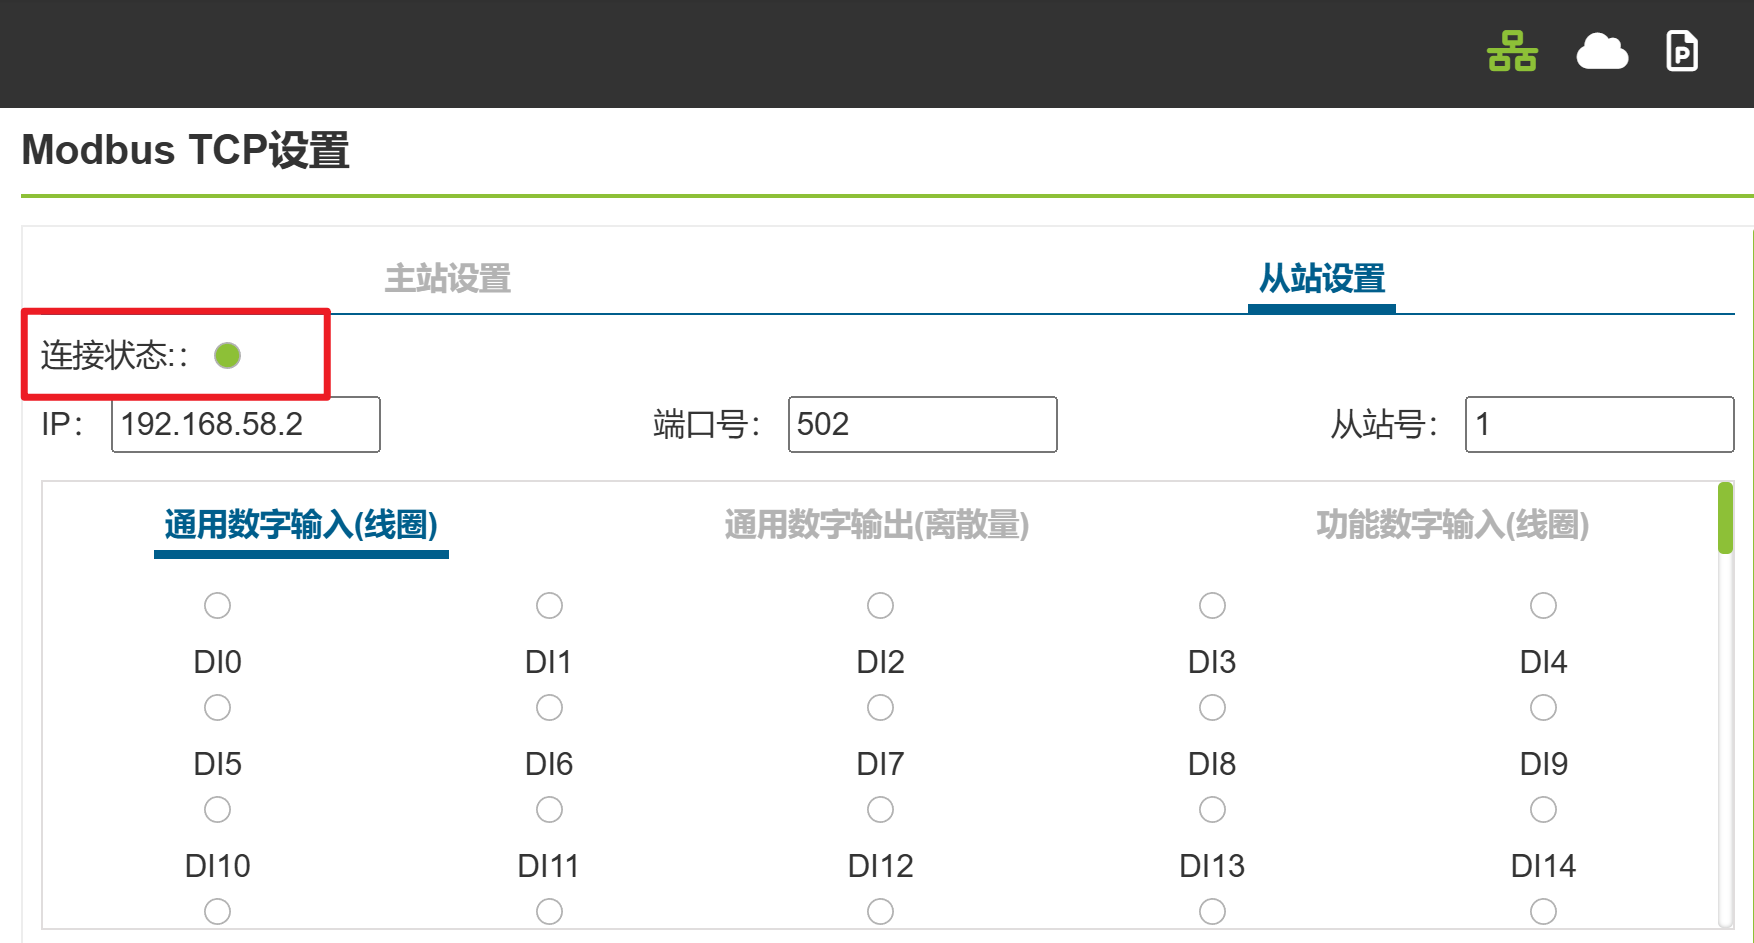 Modbus TCP设置
主站设置 从站设置
连接状态::
IP: 192.168.58.2 端口号: 502 从站号: 1
通用数字输入(线圈) 通用数字输出(离散量) 功能数字输入(线圈)
DI0 DI1 DI2 DI3 DI4
DI5 DI6 DI7 DI8 DI9
DI10 DI11 DI12 DI13 DI14